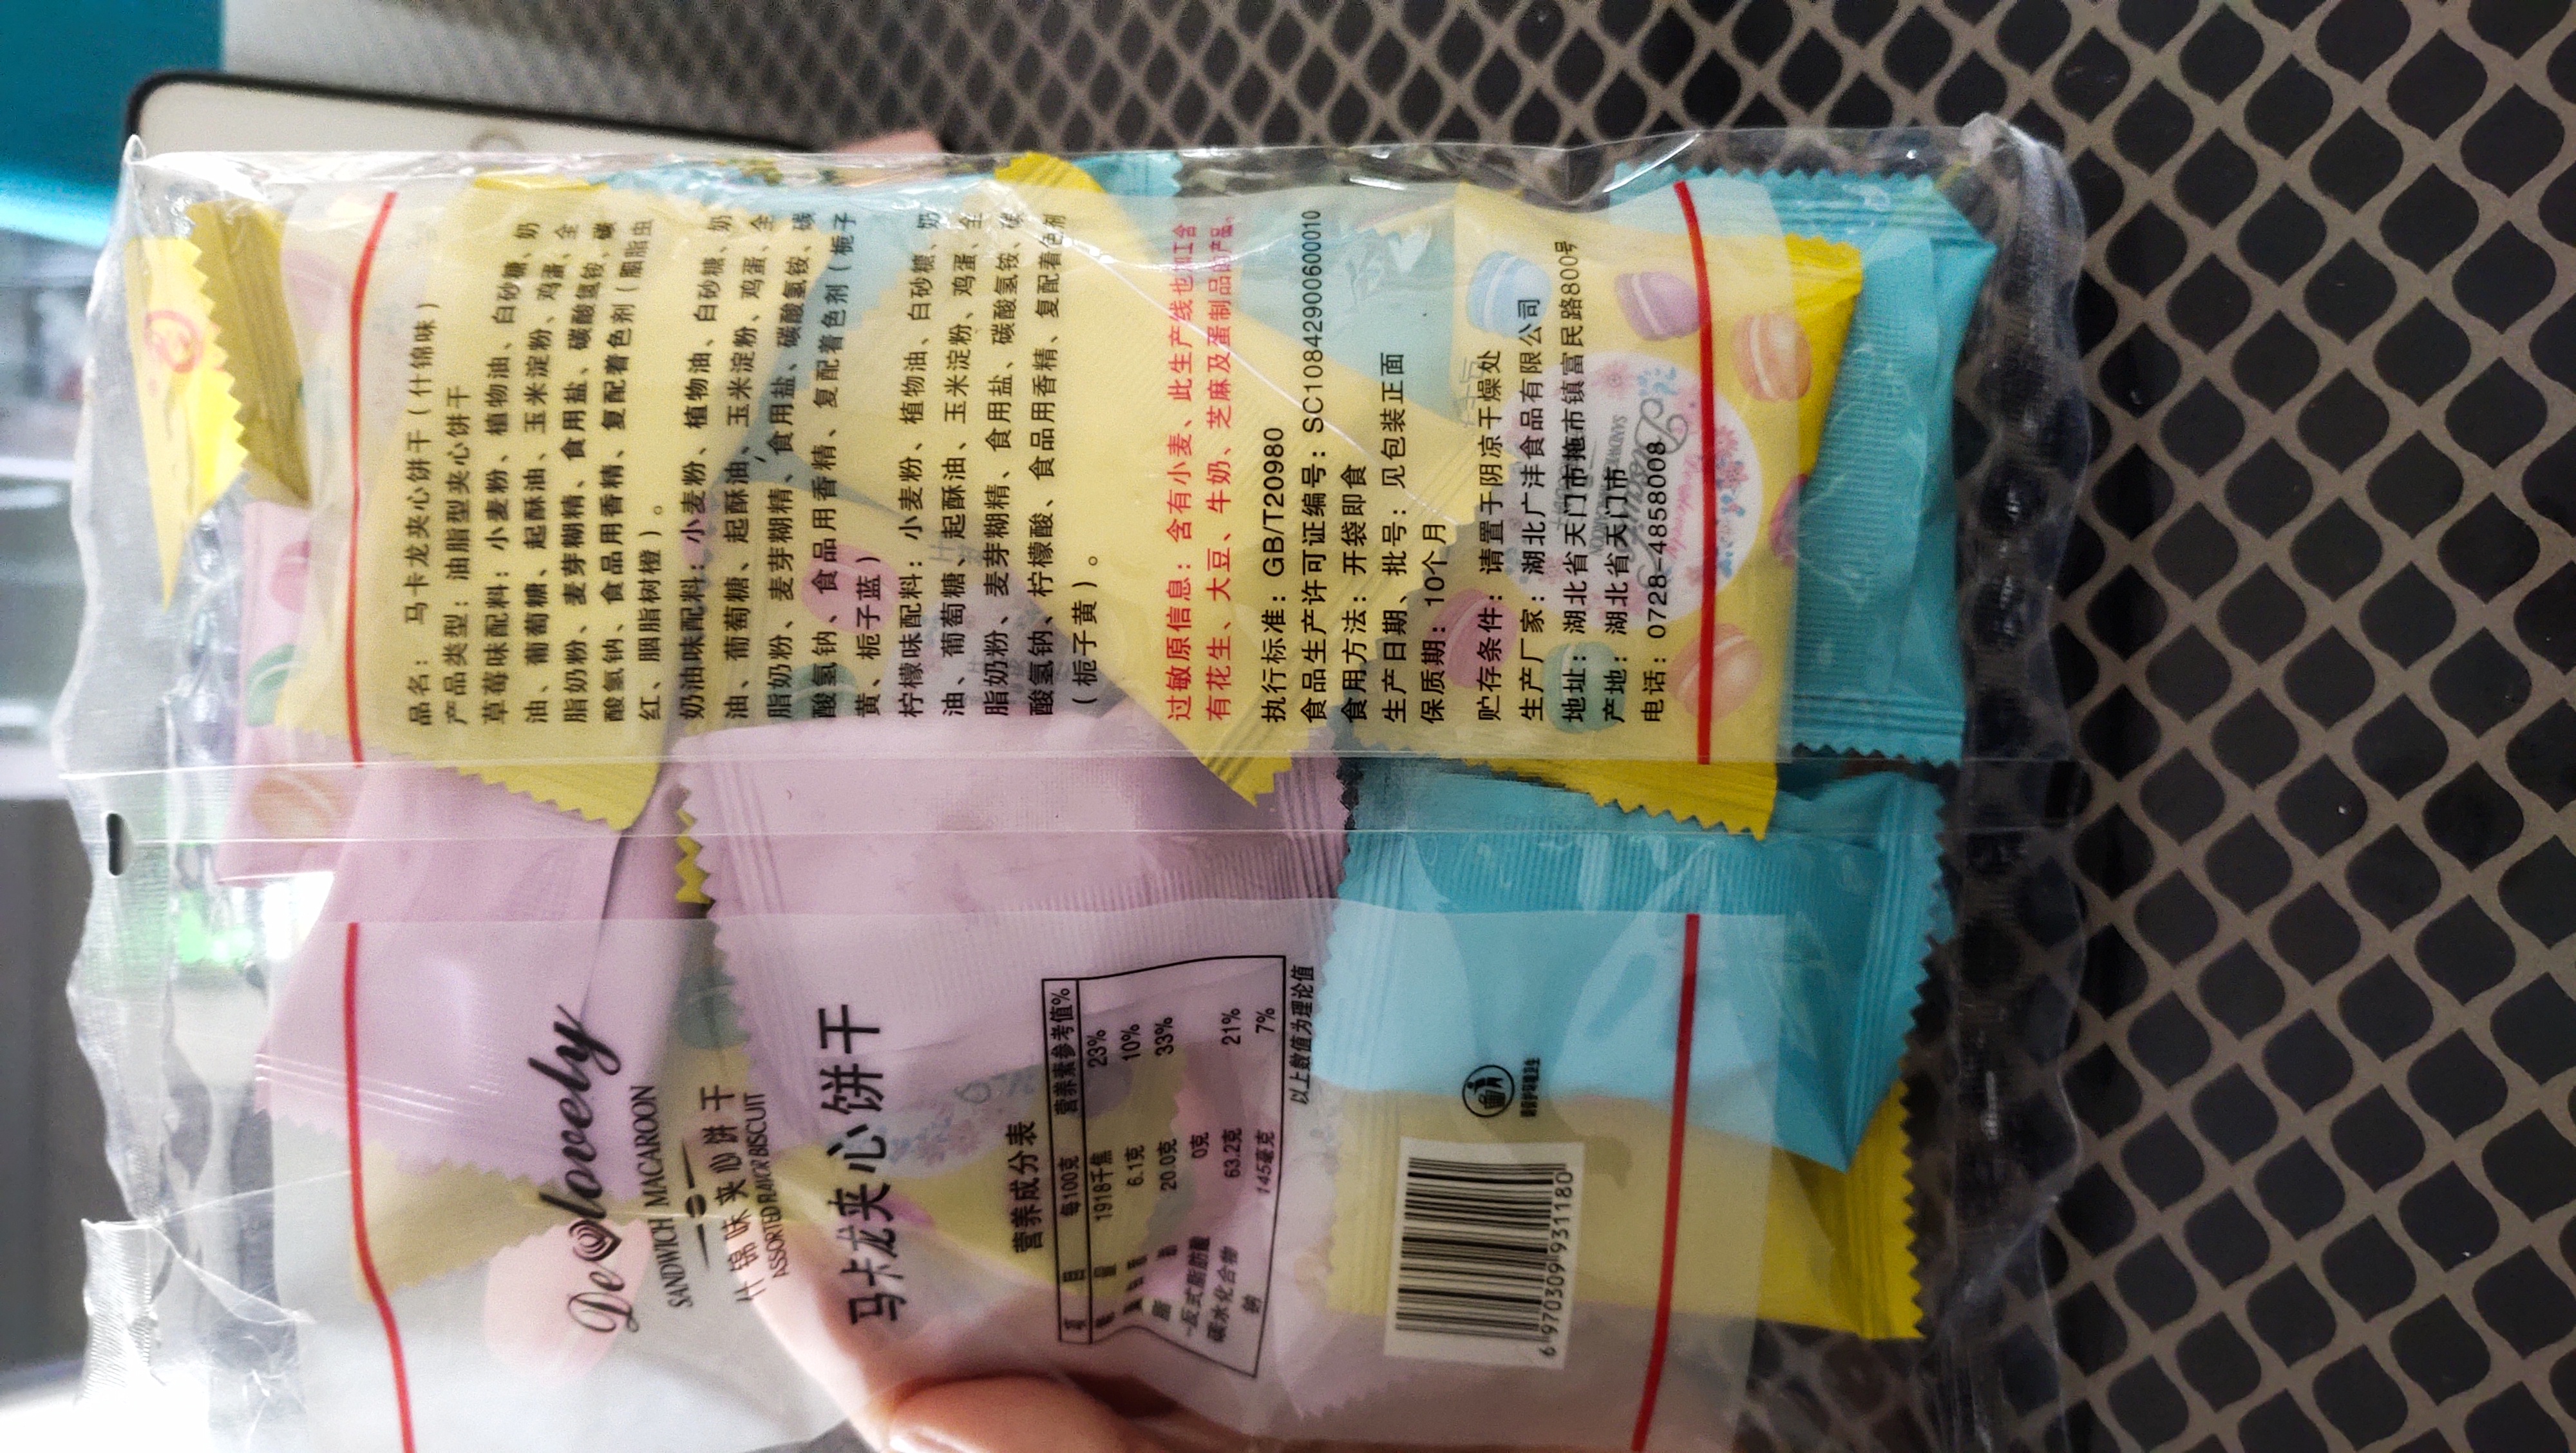 Delovely
SANDWICH MACAROON
什锦味夹心饼干
ASSORTED FLAVOR BISCUIT
马卡龙夹心饼干
营养成分表
项目 每100克 营养素参考值%
能量 1918千焦 23%
蛋白质 6.1克 10%
脂肪 20.0克 33%
-反式脂肪酸 0克
碳水化合物 63.2克 21%
钠 145毫克 7%
以上数值为理论值
6 970309 931180
品名：马卡龙夹心饼干（什锦味）
产品类型：油脂型夹心饼干
草莓味配料：小麦粉、植物油、白砂糖、奶
油、葡萄糖、起酥油、玉米淀粉、鸡蛋、全
脂奶粉、麦芽糊精、食用盐、碳酸氢铵、碳
酸氢钠、食品用香精、复配着色剂（胭脂虫
红、胭脂树橙）。
奶油味配料：小麦粉、植物油、白砂糖、奶
油、葡萄糖、起酥油、玉米淀粉、鸡蛋、全
脂奶粉、麦芽糊精、食用盐、碳酸氢铵、碳
酸氢钠、食品用香精、复配着色剂（栀子
黄、栀子蓝）
柠檬味配料：小麦粉、植物油、白砂糖、奶
油、葡萄糖、起酥油、玉米淀粉、鸡蛋、全
脂奶粉、麦芽糊精、食用盐、碳酸氢铵、碳
酸氢钠、柠檬酸、食品用香精、复配着色剂
（栀子黄）。
过敏原信息：含有小麦、此生产线也加工含
有花生、大豆、牛奶、芝麻及蛋制品的产品。
执行标准：GB/T20980
食品生产许可证编号：SC10842900600010
食用方法：开袋即食
生产日期、批号：见包装正面
保质期：10个月
贮存条件：请置于阴凉干燥处
生产厂家：湖北广沣食品有限公司
地址：湖北省天门市拖市镇富民路800号
产地：湖北省天门市
电话：0728-4858008